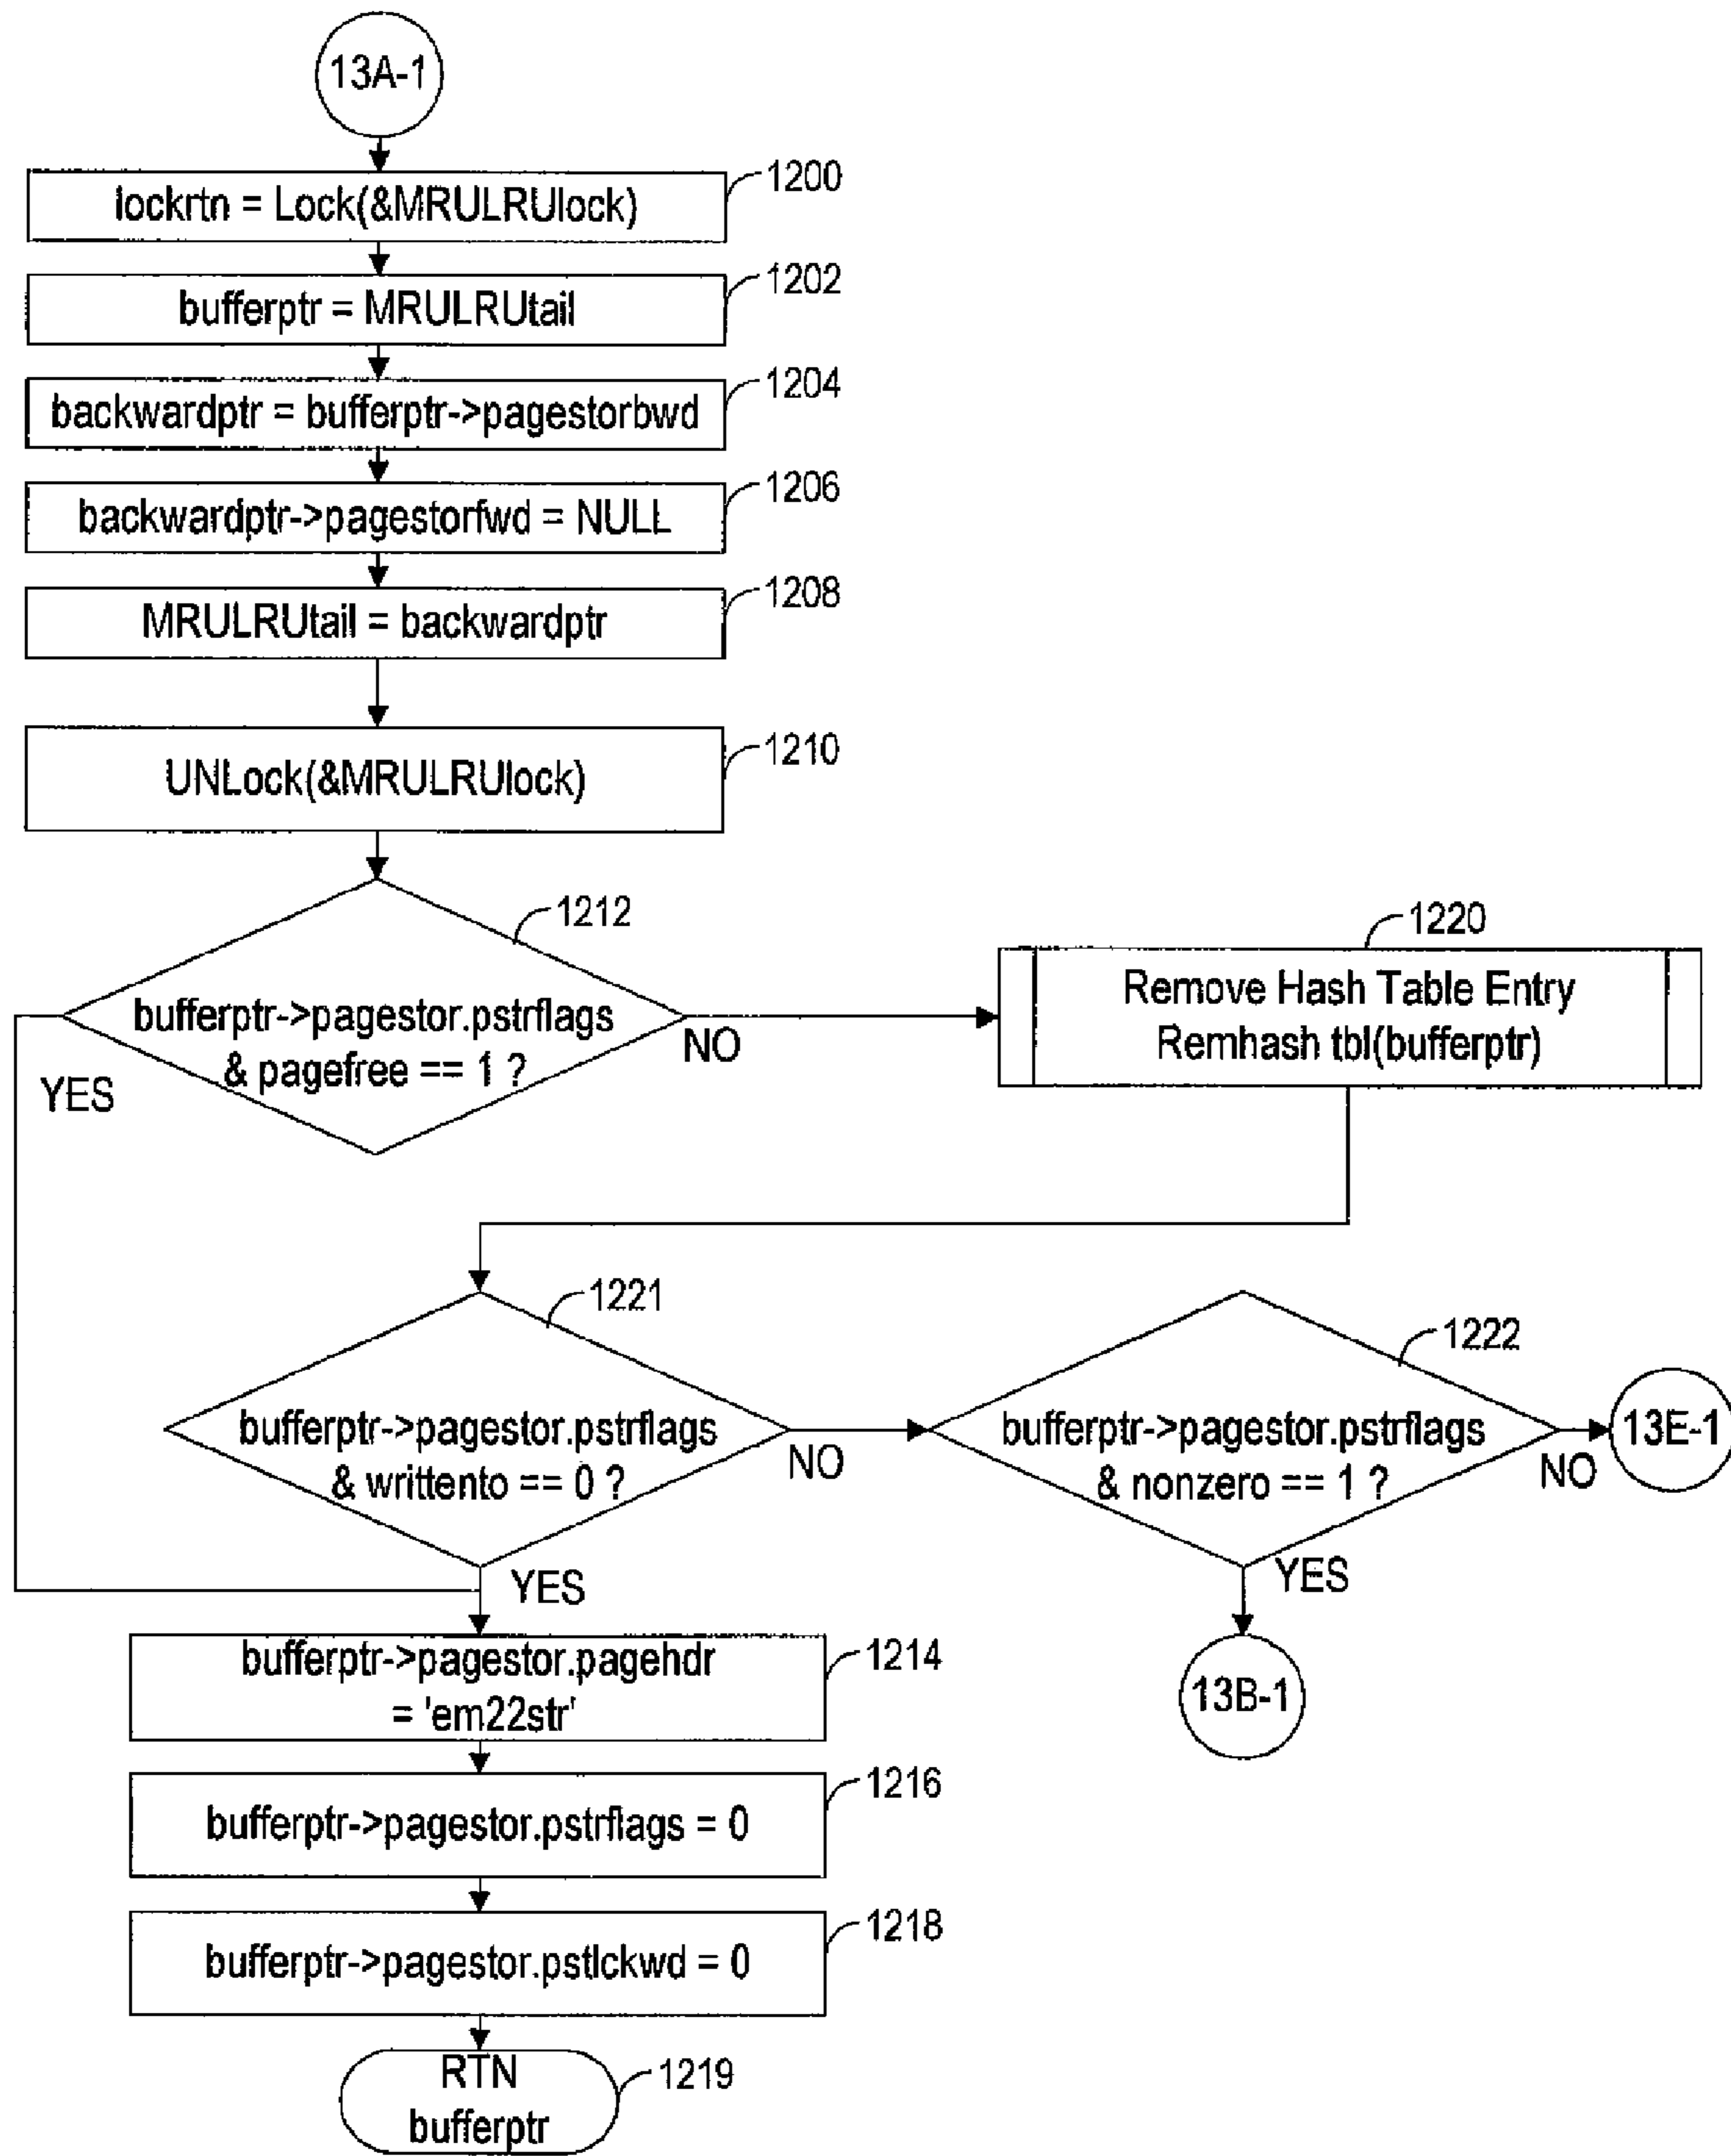 13A-1
1200
lockrtn = Lock(&MRULRUlock)
1202
bufferptr = MRULRUtail
1204
backwardptr = bufferptr->pagestorbwd
1206
backwardptr->pagestorfwd = NULL
1208
MRULRUtail = backwardptr
1210
UNLock(&MRULRUlock)
1212
bufferptr->pagestor.pstrflags
& pagefree == 1 ?
YES
NO
1220
Remove Hash Table Entry
Remhash tbl(bufferptr)
1221
bufferptr->pagestor.pstrflags
& writtento == 0 ?
NO
YES
1222
bufferptr->pagestor.pstrflags
& nonzero == 1 ?
NO
13E-1
YES
13B-1
1214
bufferptr->pagestor.pagehdr
= 'em22str'
1216
bufferptr->pagestor.pstrflags = 0
1218
bufferptr->pagestor.pstlckwd = 0
RTN
bufferptr
1219